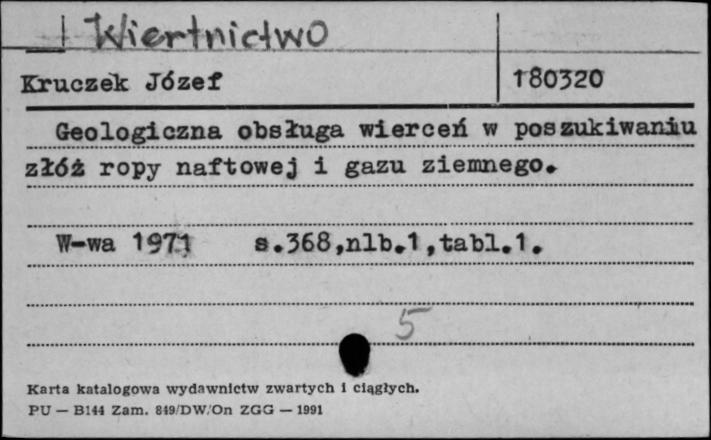 Wiertnictwo
Kruczek Józef 180320
Geologiczna obsługa wierceń w poszukiwaniu
złóż ropy naftowej i gazu ziemnego.
W-wa 1971 s.368,nlb.1,tabl.1.
5
Karta katalogowa wydawnictw zwartych i ciągłych.
PU — B144 Zam. 849/DW/On ZGG — 1991